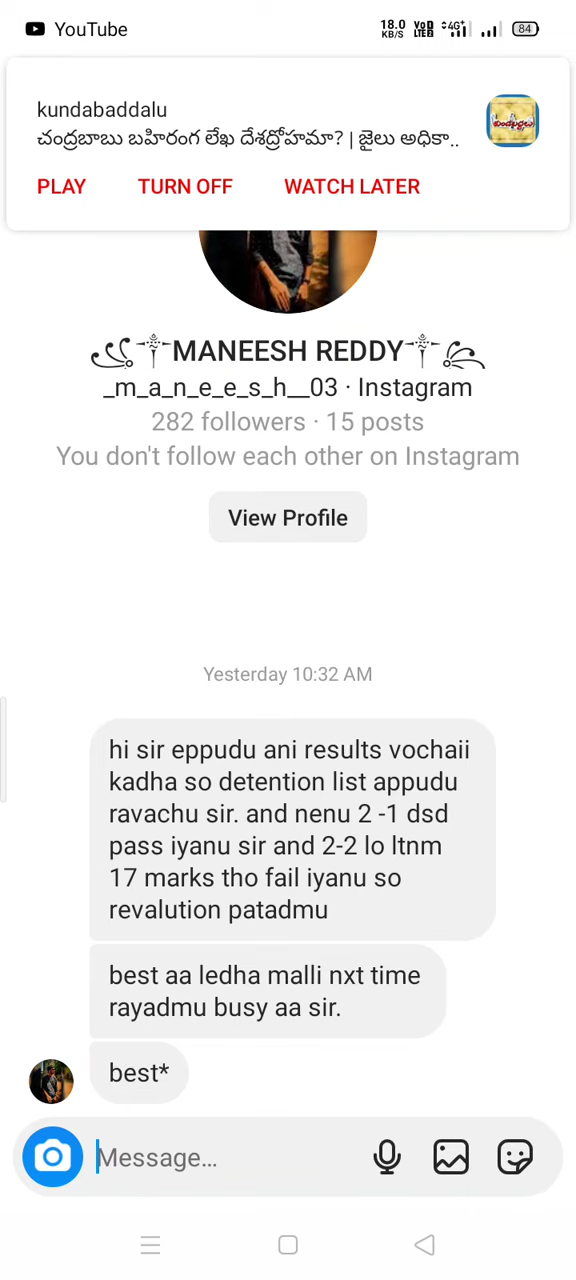 YouTube
18.0 KB/S VoD LTE2 4G+ 84
kundabaddalu
చంద్రబాబు బహిరంగ లేఖ దేశద్రోహమా? | జైలు అధికా..
PLAY TURN OFF WATCH LATER
MANEESH REDDY
_m_a_n_e_e_s_h__03 · Instagram
282 followers · 15 posts
You don't follow each other on Instagram
View Profile
Yesterday 10:32 AM
hi sir eppudu ani results vochaii
kadha so detention list appudu
ravachu sir. and nenu 2 -1 dsd
pass iyanu sir and 2-2 lo ltnm
17 marks tho fail iyanu so
revalution patadmu
best aa ledha malli nxt time
rayadmu busy aa sir.
best*
Message...